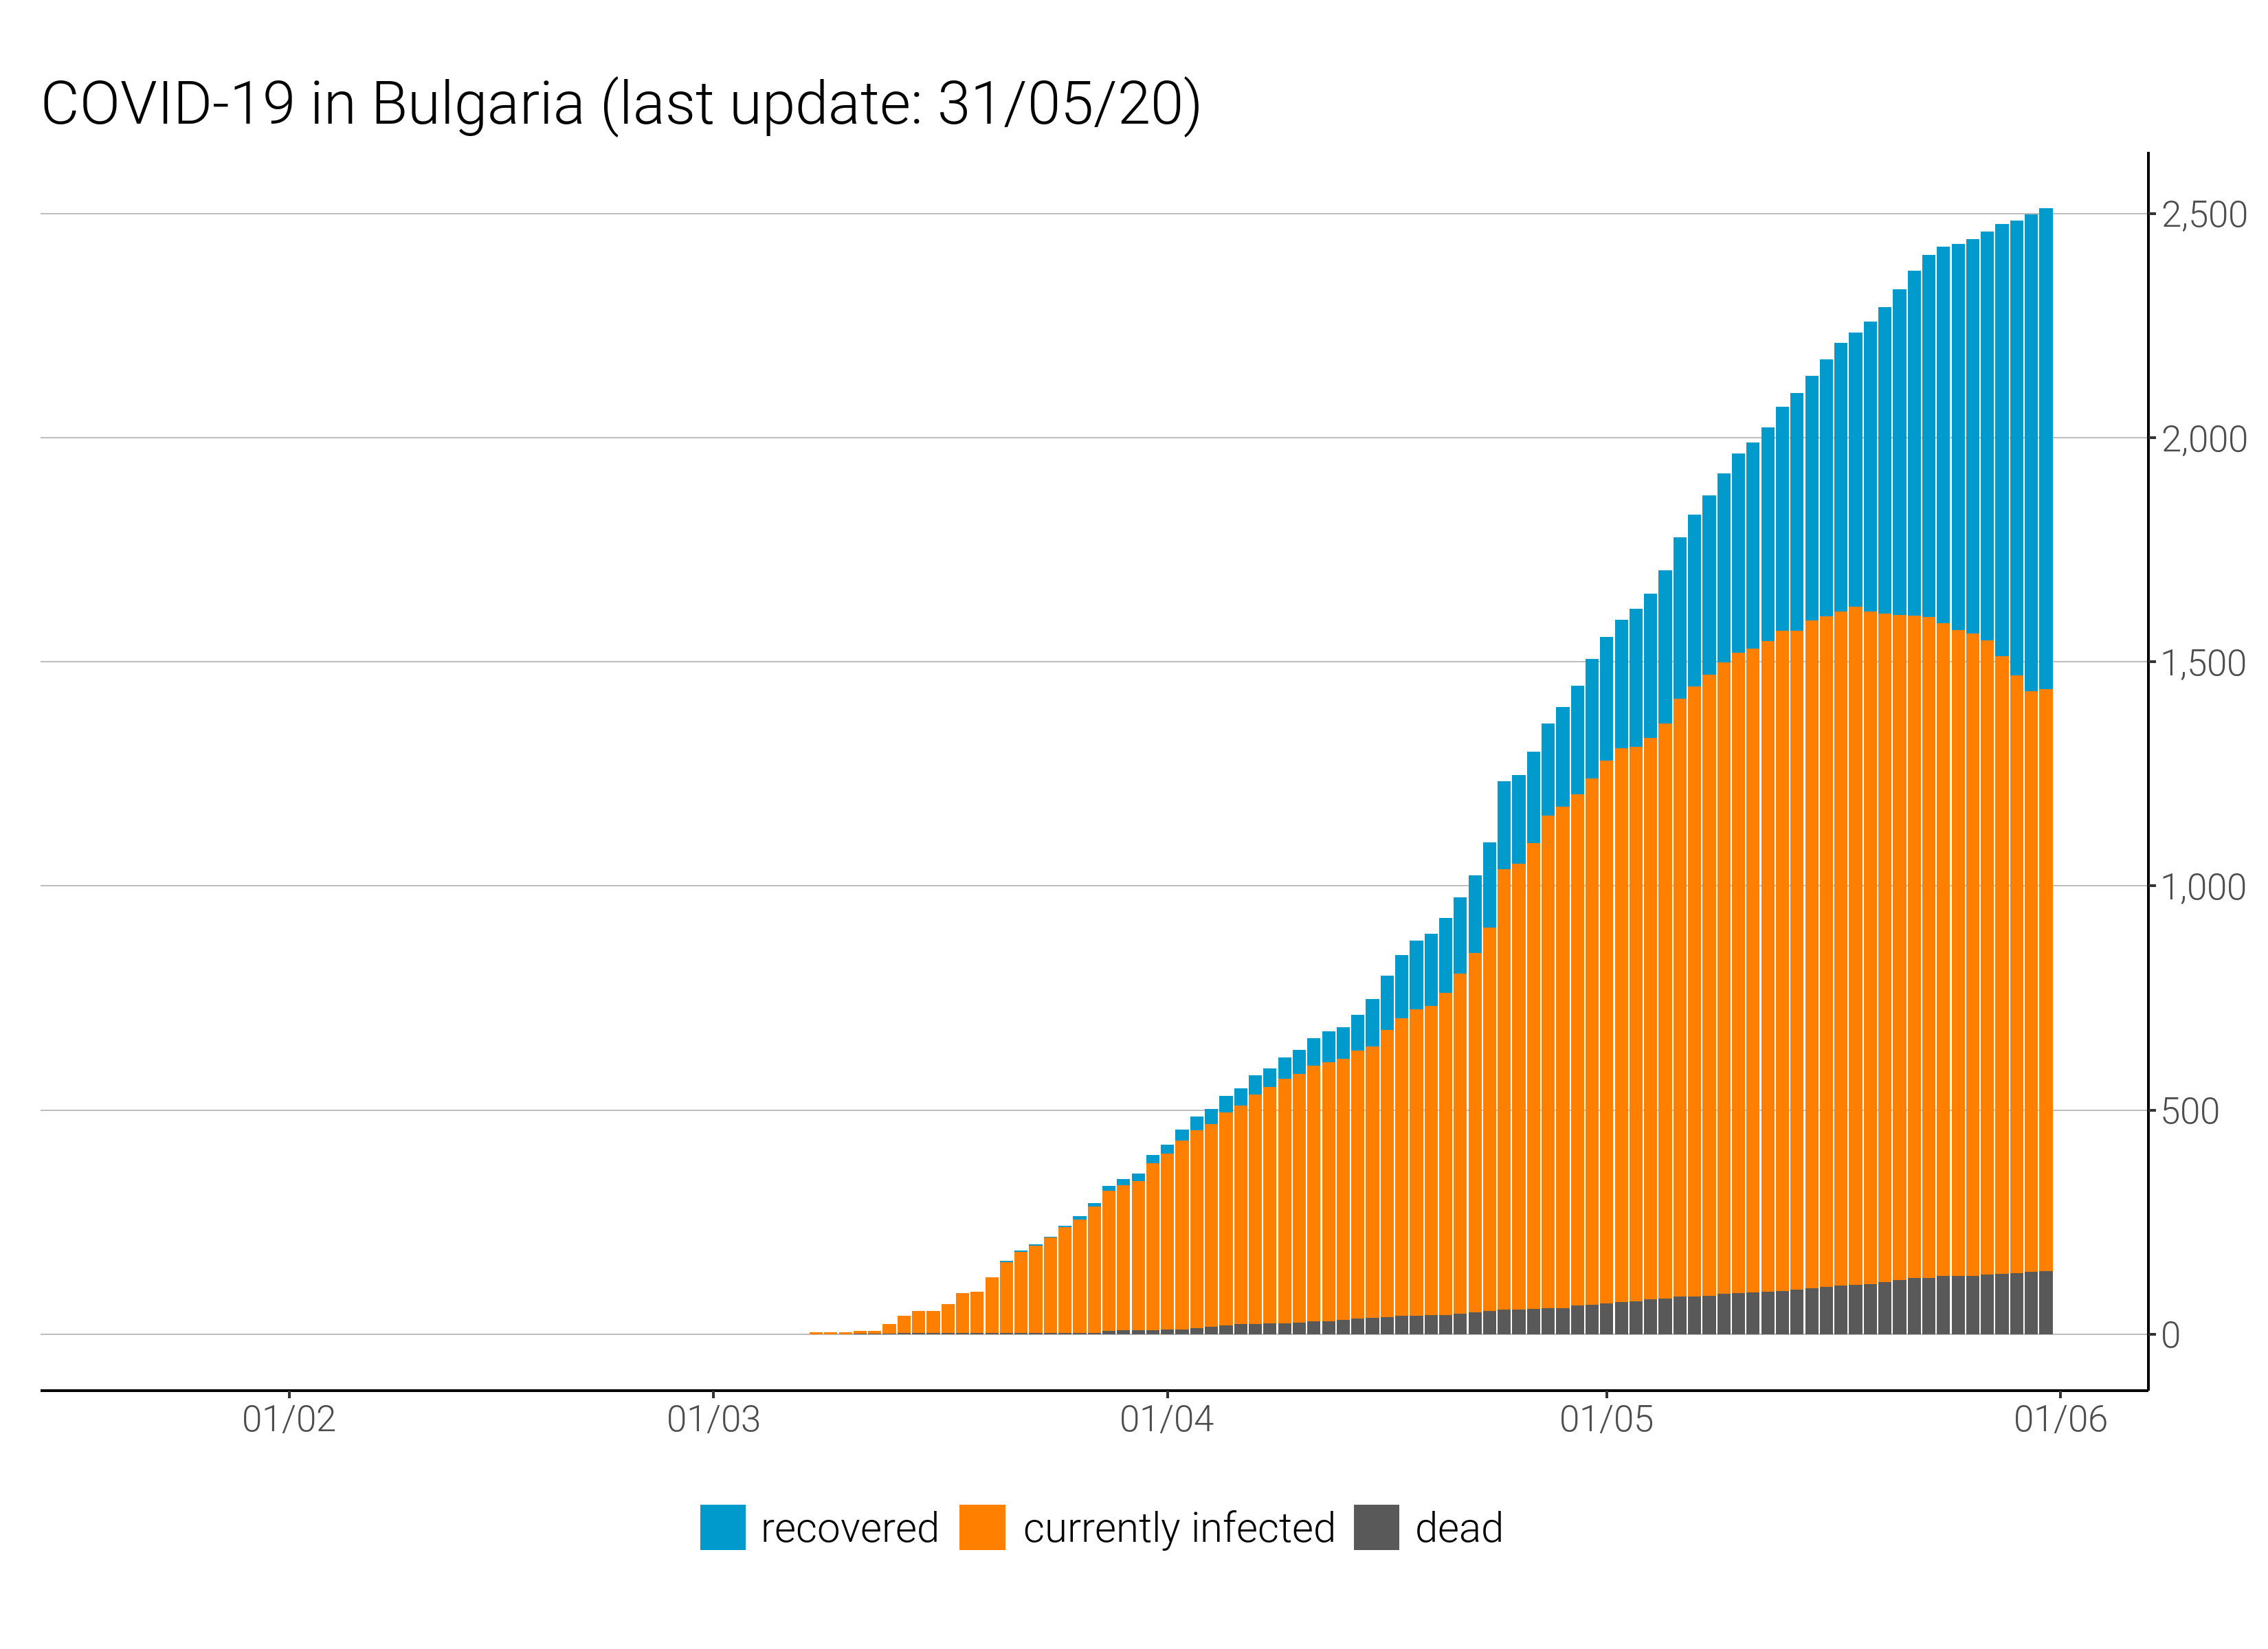 COVID-19 in Bulgaria (last update: 31/05/20)
2,500
2,000
1,500
1,000
500
0
01/02 01/03 01/04 01/05 01/06
recovered currently infected dead